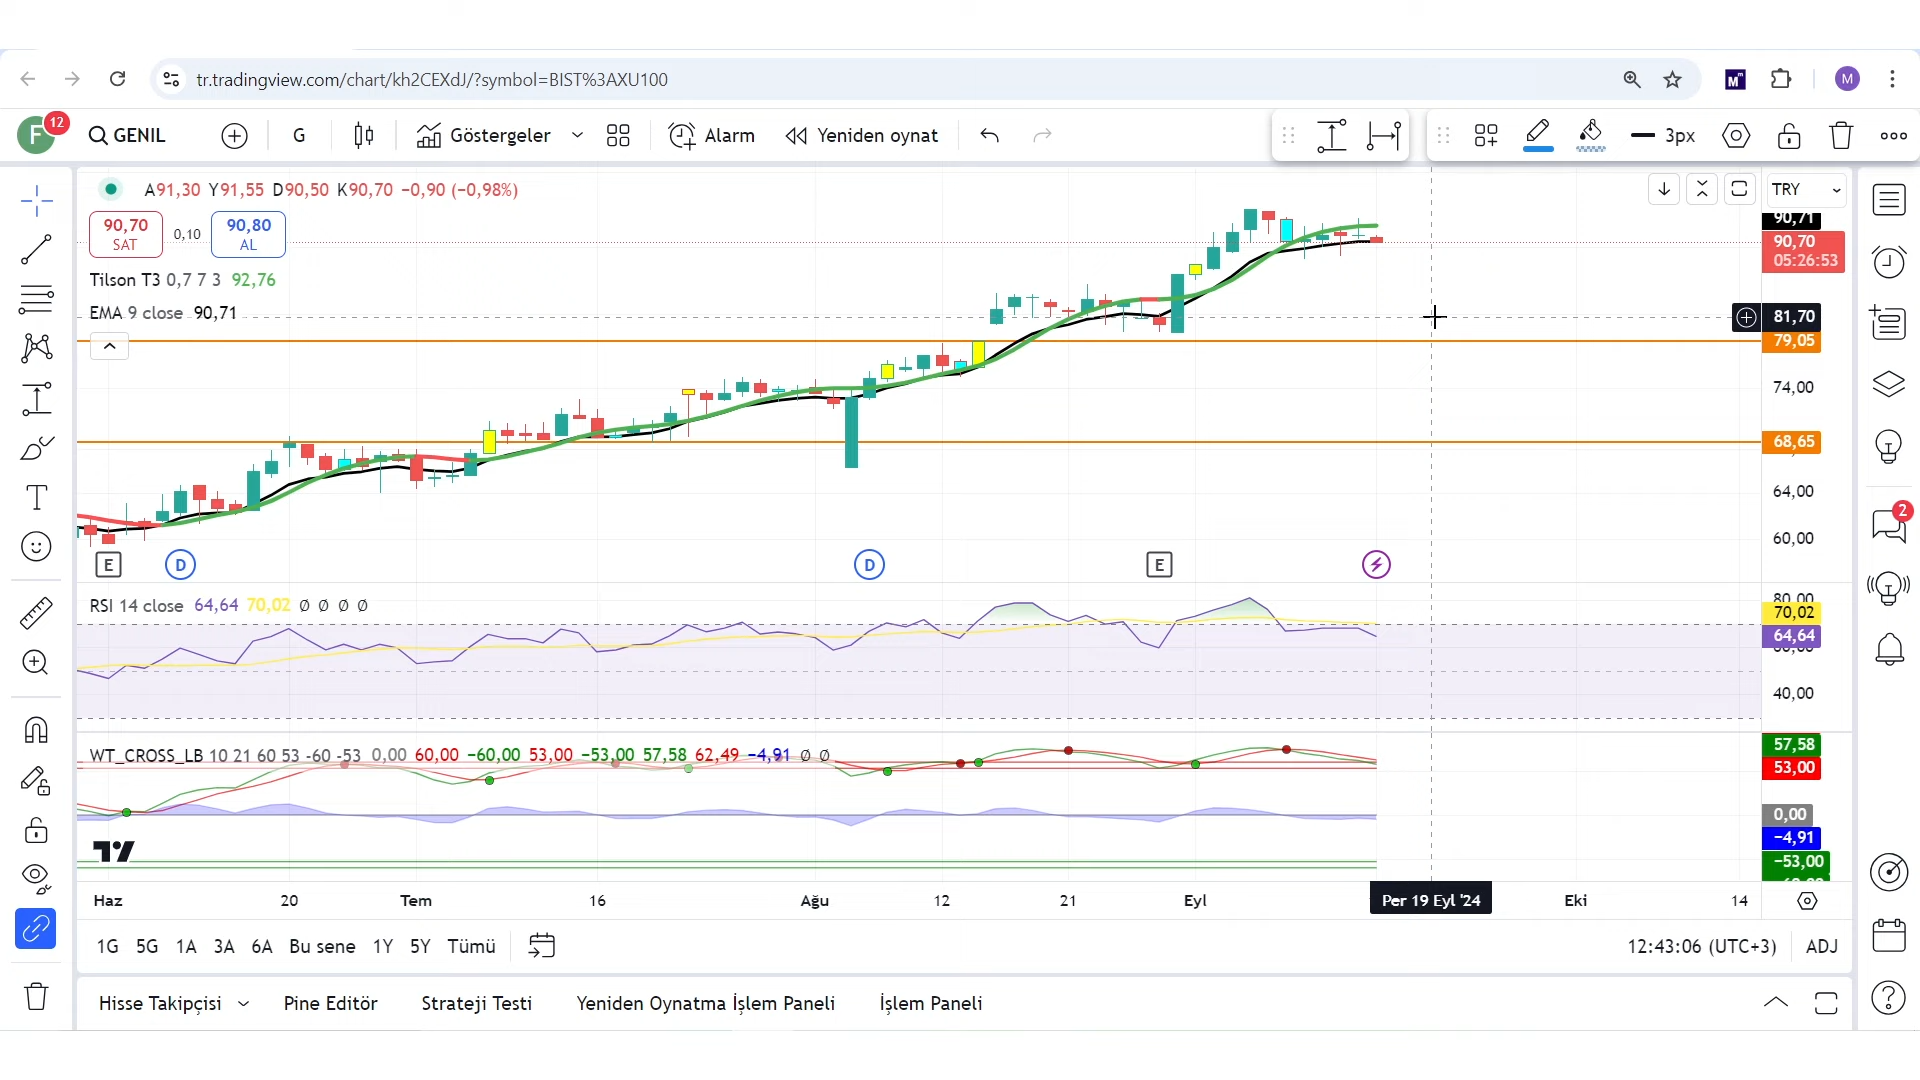 tr.tradingview.com/chart/kh2CEXdJ/?symbol=BIST%3AXU100
M
F 12 GENIL G Göstergeler Alarm Yeniden oynat 3px
A91,30 Y91,55 D90,50 K90,70 −0,90 (−0,98%)
TRY
90,71
90,70 SAT 0,10 90,80 AL
90,70
05:26:53
Tilson T3 0,7 7 3 92,76
EMA 9 close 90,71
81,70
79,05
74,00
68,65
64,00
60,00
E D D E
RSI 14 close 64,64 70,02 Ø Ø Ø Ø
80,00
70,02
64,64
60,00
40,00
WT_CROSS_LB 10 21 60 53 -60 -53 0,00 60,00 −60,00 53,00 −53,00 57,58 62,49 −4,91 Ø Ø
57,58
53,00
0,00
−4,91
−53,00
Haz 20 Tem 16 Ağu 12 21 Eyl Per 19 Eyl '24 Eki 14
1G 5G 1A 3A 6A Bu sene 1Y 5Y Tümü 12:43:06 (UTC+3) ADJ
Hisse Takipçisi Pine Editör Strateji Testi Yeniden Oynatma İşlem Paneli İşlem Paneli
2